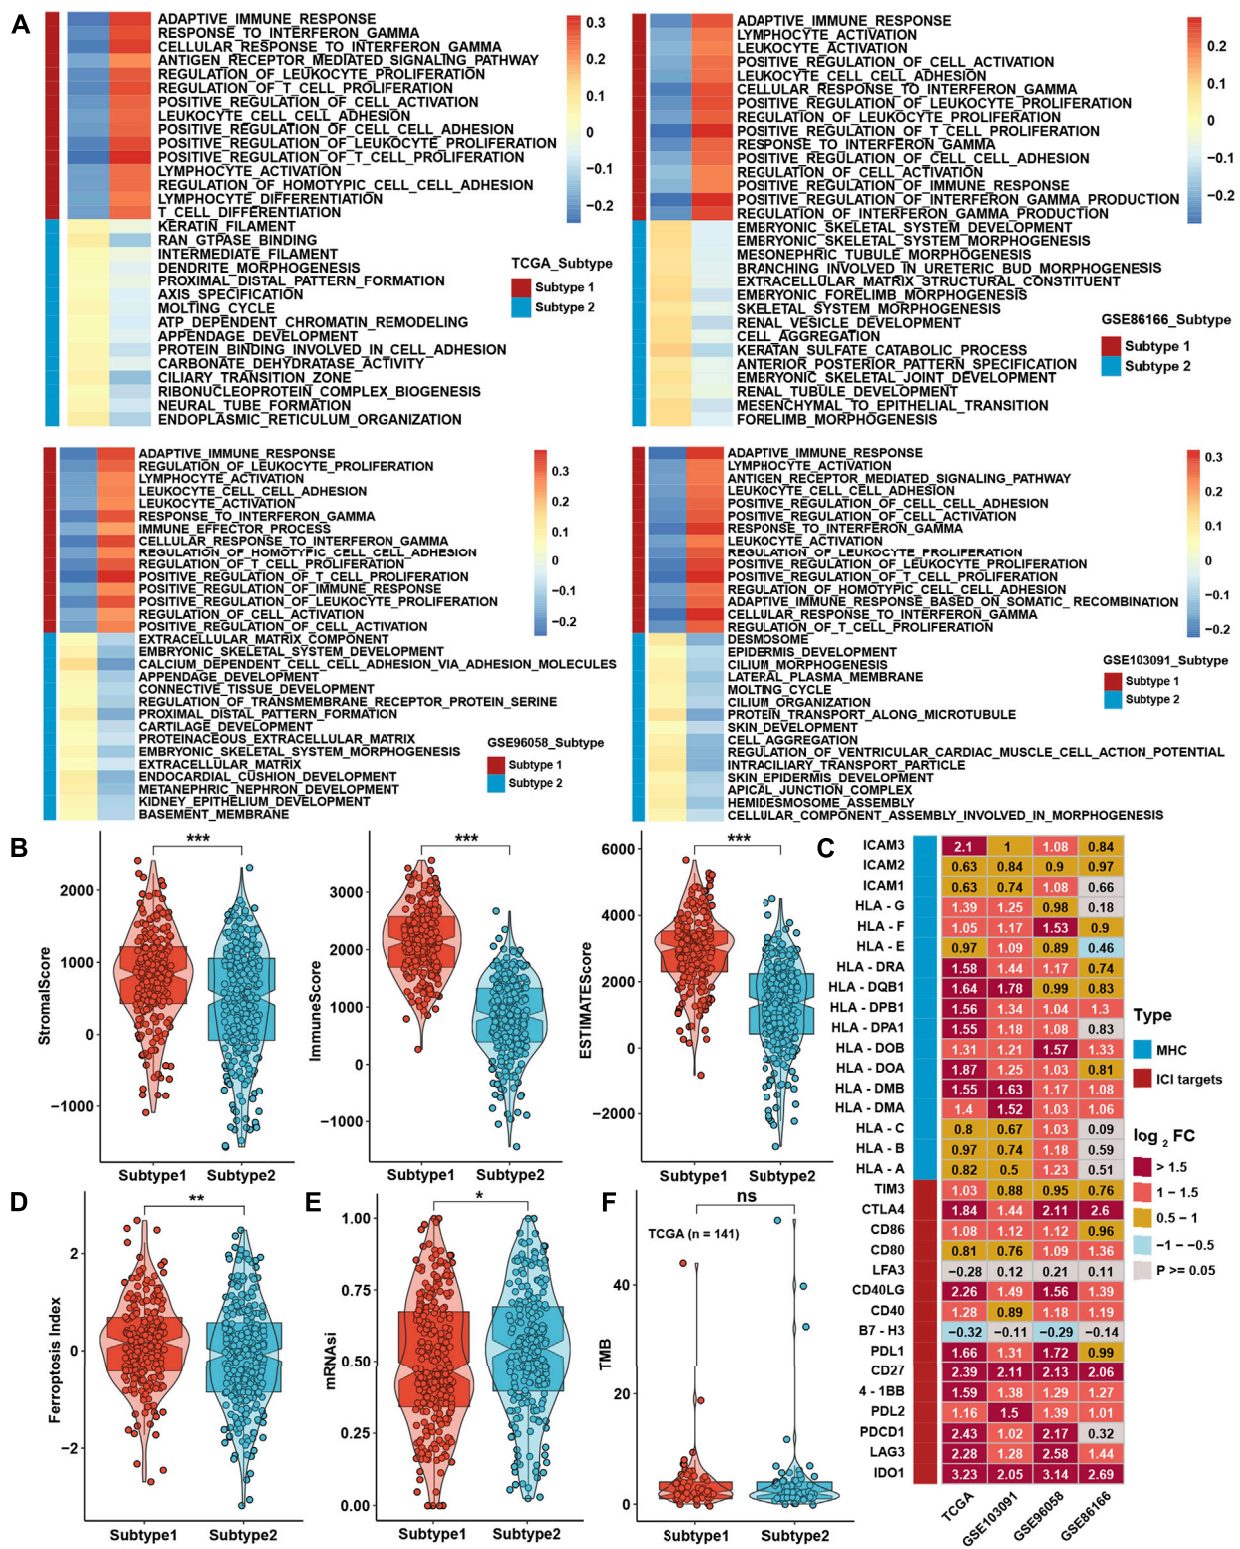 A
ADAPTIVE_IMMUNE_RESPONSE
RESPONSE_TO_INTERFERON_GAMMA
CELLULAR_RESPONSE_TO_INTERFERON_GAMMA
ANTIGEN_RECEPTOR_MEDIATED_SIGNALING_PATHWAY
REGULATION_OF_LEUKOCYTE_PROLIFERATION
REGULATION_OF_T_CELL_PROLIFERATION
POSITIVE_REGULATION_OF_CELL_ACTIVATION
LEUKOCYTE_CELL_CELL_ADHESION
POSITIVE_REGULATION_OF_CELL_CELL_ADHESION
POSITIVE_REGULATION_OF_LEUKOCYTE_PROLIFERATION
POSITIVE_REGULATION_OF_T_CELL_PROLIFERATION
LYMPHOCYTE_ACTIVATION
REGULATION_OF_HOMOTYPIC_CELL_CELL_ADHESION
LYMPHOCYTE_DIFFERENTIATION
T_CELL_DIFFERENTIATION
KERATIN_FILAMENT
RAN_GTPASE_BINDING
INTERMEDIATE_FILAMENT
DENDRITE_MORPHOGENESIS
PROXIMAL_DISTAL_PATTERN_FORMATION
AXIS_SPECIFICATION
MOLTING_CYCLE
ATP_DEPENDENT_CHROMATIN_REMODELING
APPENDAGE_DEVELOPMENT
PROTEIN_BINDING_INVOLVED_IN_CELL_ADHESION
CARBONATE_DEHYDRATASE_ACTIVITY
CILIARY_TRANSITION_ZONE
RIBONUCLEOPROTEIN_COMPLEX_BIOGENESIS
NEURAL_TUBE_FORMATION
ENDOPLASMIC_RETICULUM_ORGANIZATION
0.3
0.2
0.1
0
−0.1
−0.2
TCGA_Subtype
Subtype 1
Subtype 2
ADAPTIVE_IMMUNE_RESPONSE
LYMPHOCYTE_ACTIVATION
LEUKOCYTE_ACTIVATION
POSITIVE_REGULATION_OF_CELL_ACTIVATION
LEUKOCYTE_CELL_CELL_ADHESION
CELLULAR_RESPONSE_TO_INTERFERON_GAMMA
POSITIVE_REGULATION_OF_LEUKOCYTE_PROLIFERATION
REGULATION_OF_LEUKOCYTE_PROLIFERATION
POSITIVE_REGULATION_OF_T_CELL_PROLIFERATION
RESPONSE_TO_INTERFERON_GAMMA
POSITIVE_REGULATION_OF_CELL_CELL_ADHESION
REGULATION_OF_CELL_ACTIVATION
POSITIVE_REGULATION_OF_IMMUNE_RESPONSE
POSITIVE_REGULATION_OF_INTERFERON_GAMMA_PRODUCTION
REGULATION_OF_INTERFERON_GAMMA_PRODUCTION
EMBRYONIC_SKELETAL_SYSTEM_DEVELOPMENT
EMBRYONIC_SKELETAL_SYSTEM_MORPHOGENESIS
MESONEPHRIC_TUBULE_MORPHOGENESIS
BRANCHING_INVOLVED_IN_URETERIC_BUD_MORPHOGENESIS
EXTRACELLULAR_MATRIX_STRUCTURAL_CONSTITUENT
EMBRYONIC_FORELIMB_MORPHOGENESIS
SKELETAL_SYSTEM_MORPHOGENESIS
RENAL_VESICLE_DEVELOPMENT
CELL_AGGREGATION
KERATAN_SULFATE_CATABOLIC_PROCESS
ANTERIOR_POSTERIOR_PATTERN_SPECIFICATION
EMBRYONIC_SKELETAL_JOINT_DEVELOPMENT
RENAL_TUBULE_DEVELOPMENT
MESENCHYMAL_TO_EPITHELIAL_TRANSITION
FORELIMB_MORPHOGENESIS
0.2
0.1
0
−0.1
−0.2
GSE86166_Subtype
Subtype 1
Subtype 2
ADAPTIVE_IMMUNE_RESPONSE
REGULATION_OF_LEUKOCYTE_PROLIFERATION
LYMPHOCYTE_ACTIVATION
LEUKOCYTE_CELL_CELL_ADHESION
LEUKOCYTE_ACTIVATION
RESPONSE_TO_INTERFERON_GAMMA
IMMUNE_EFFECTOR_PROCESS
CELLULAR_RESPONSE_TO_INTERFERON_GAMMA
REGULATION_OF_HOMOTYPIC_CELL_CELL_ADHESION
REGULATION_OF_T_CELL_PROLIFERATION
POSITIVE_REGULATION_OF_T_CELL_PROLIFERATION
POSITIVE_REGULATION_OF_IMMUNE_RESPONSE
POSITIVE_REGULATION_OF_LEUKOCYTE_PROLIFERATION
REGULATION_OF_CELL_ACTIVATION
POSITIVE_REGULATION_OF_CELL_ACTIVATION
EXTRACELLULAR_MATRIX_COMPONENT
EMBRYONIC_SKELETAL_SYSTEM_DEVELOPMENT
CALCIUM_DEPENDENT_CELL_CELL_ADHESION_VIA_ADHESION_MOLECULES
APPENDAGE_DEVELOPMENT
CONNECTIVE_TISSUE_DEVELOPMENT
REGULATION_OF_TRANSMEMBRANE_RECEPTOR_PROTEIN_SERINE
PROXIMAL_DISTAL_PATTERN_FORMATION
CARTILAGE_DEVELOPMENT
PROTEINACEOUS_EXTRACELLULAR_MATRIX
EMBRYONIC_SKELETAL_SYSTEM_MORPHOGENESIS
EXTRACELLULAR_MATRIX
ENDOCARDIAL_CUSHION_DEVELOPMENT
METANEPHRIC_NEPHRON_DEVELOPMENT
KIDNEY_EPITHELIUM_DEVELOPMENT
BASEMENT_MEMBRANE
0.3
0.2
0.1
0
−0.1
−0.2
GSE96058_Subtype
Subtype 1
Subtype 2
ADAPTIVE_IMMUNE_RESPONSE
LYMPHOCYTE_ACTIVATION
ANTIGEN_RECEPTOR_MEDIATED_SIGNALING_PATHWAY
LEUKOCYTE_CELL_CELL_ADHESION
POSITIVE_REGULATION_OF_CELL_CELL_ADHESION
POSITIVE_REGULATION_OF_CELL_ACTIVATION
RESPONSE_TO_INTERFERON_GAMMA
LEUKOCYTE_ACTIVATION
REGULATION_OF_LEUKOCYTE_PROLIFERATION
POSITIVE_REGULATION_OF_LEUKOCYTE_PROLIFERATION
POSITIVE_REGULATION_OF_T_CELL_PROLIFERATION
REGULATION_OF_HOMOTYPIC_CELL_CELL_ADHESION
ADAPTIVE_IMMUNE_RESPONSE_BASED_ON_SOMATIC_RECOMBINATION
CELLULAR_RESPONSE_TO_INTERFERON_GAMMA
REGULATION_OF_T_CELL_PROLIFERATION
DESMOSOME
EPIDERMIS_DEVELOPMENT
CILIUM_MORPHOGENESIS
LATERAL_PLASMA_MEMBRANE
MOLTING_CYCLE
CILIUM_ORGANIZATION
PROTEIN_TRANSPORT_ALONG_MICROTUBULE
SKIN_DEVELOPMENT
CELL_AGGREGATION
REGULATION_OF_VENTRICULAR_CARDIAC_MUSCLE_CELL_ACTION_POTENTIAL
INTRACILIARY_TRANSPORT_PARTICLE
SKIN_EPIDERMIS_DEVELOPMENT
APICAL_JUNCTION_COMPLEX
HEMIDESMOSOME_ASSEMBLY
CELLULAR_COMPONENT_ASSEMBLY_INVOLVED_IN_MORPHOGENESIS
0.3
0.2
0.1
0
−0.1
−0.2
GSE103091_Subtype
Subtype 1
Subtype 2
B
StromalScore
2000
1000
0
−1000
***
Subtype1 Subtype2
ImmuneScore
3000
2000
1000
0
−1000
***
Subtype1 Subtype2
ESTIMATEScore
6000
4000
2000
0
−2000
***
Subtype1 Subtype2
C
ICAM3 2.1 1 1.08 0.84
ICAM2 0.63 0.84 0.9 0.97
ICAM1 0.63 0.74 1.08 0.66
HLA - G 1.39 1.25 0.98 0.18
HLA - F 1.05 1.17 1.53 0.9
HLA - E 0.97 1.09 0.89 0.46
HLA - DRA 1.58 1.44 1.17 0.74
HLA - DQB1 1.64 1.78 0.99 0.83
HLA - DPB1 1.56 1.34 1.04 1.3
HLA - DPA1 1.55 1.18 1.08 0.83
HLA - DOB 1.31 1.21 1.57 1.33
HLA - DOA 1.87 1.25 1.03 0.81
HLA - DMB 1.55 1.63 1.17 1.08
HLA - DMA 1.4 1.52 1.03 1.06
HLA - C 0.8 0.67 1.03 0.09
HLA - B 0.97 0.74 1.18 0.59
HLA - A 0.82 0.5 1.23 0.51
TIM3 1.03 0.88 0.95 0.76
CTLA4 1.84 1.44 2.11 2.6
CD86 1.08 1.12 1.12 0.96
CD80 0.81 0.76 1.09 1.36
LFA3 −0.28 0.12 0.21 0.11
CD40LG 2.26 1.49 1.56 1.39
CD40 1.28 0.89 1.18 1.19
B7 - H3 −0.32 −0.11 −0.29 −0.14
PDL1 1.66 1.31 1.72 0.99
CD27 2.39 2.11 2.13 2.06
4 - 1BB 1.59 1.38 1.29 1.27
PDL2 1.16 1.5 1.39 1.01
PDCD1 2.43 1.02 2.17 0.32
LAG3 2.28 1.28 2.58 1.44
IDO1 3.23 2.05 3.14 2.69
TCGA GSE103091 GSE96058 GSE86166
Type
MHC
ICI targets
log 2 FC
> 1.5
1 − 1.5
0.5 − 1
−1 − −0.5
P >= 0.05
D
Ferroptosis Index
2
0
−2
**
Subtype1 Subtype2
E
mRNAsi
1.00
0.75
0.50
0.25
0.00
*
Subtype1 Subtype2
F
TMB
40
20
0
ns
TCGA (n = 141)
Subtype1 Subtype2